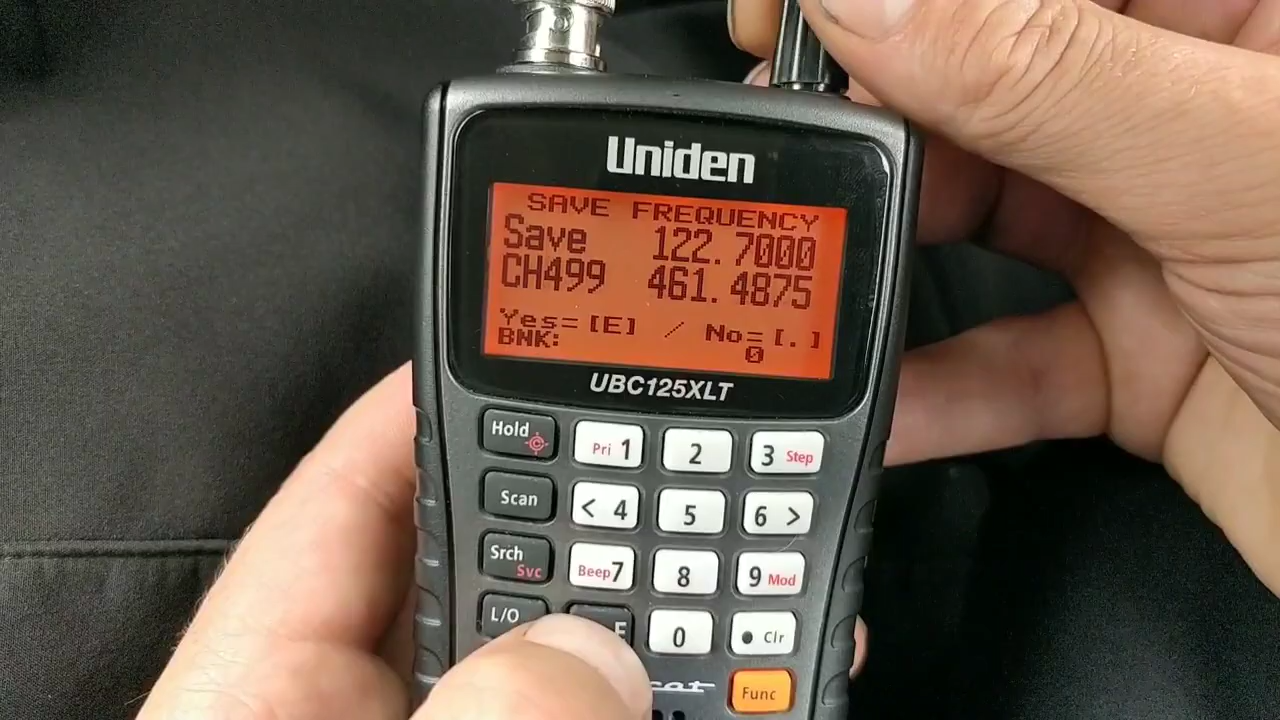 Uniden
SAVE FREQUENCY
Save 122.7000
CH499 461.4875
Yes=[E] / No=[.]
BNK: 0
UBC125XLT
Hold Pri 1 2 3 Step
Scan < 4 5 6 >
Srch Svc Beep 7 8 9 Mod
L/O E 0 • Clr
Func